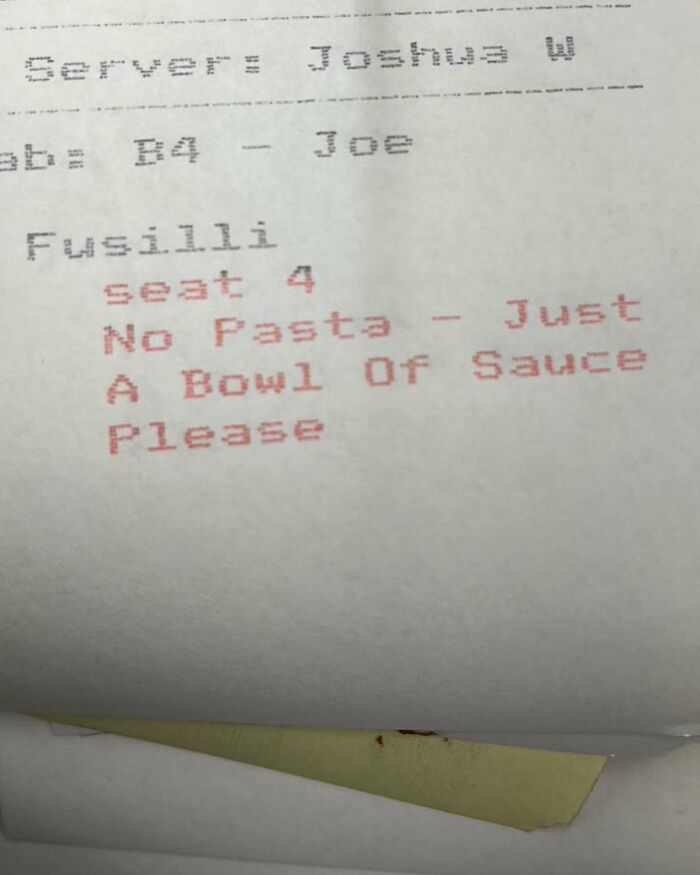 Server: Joshua W
ab: B4 - Joe
Fusilli
seat 4
No Pasta - Just
A Bowl Of Sauce
Please